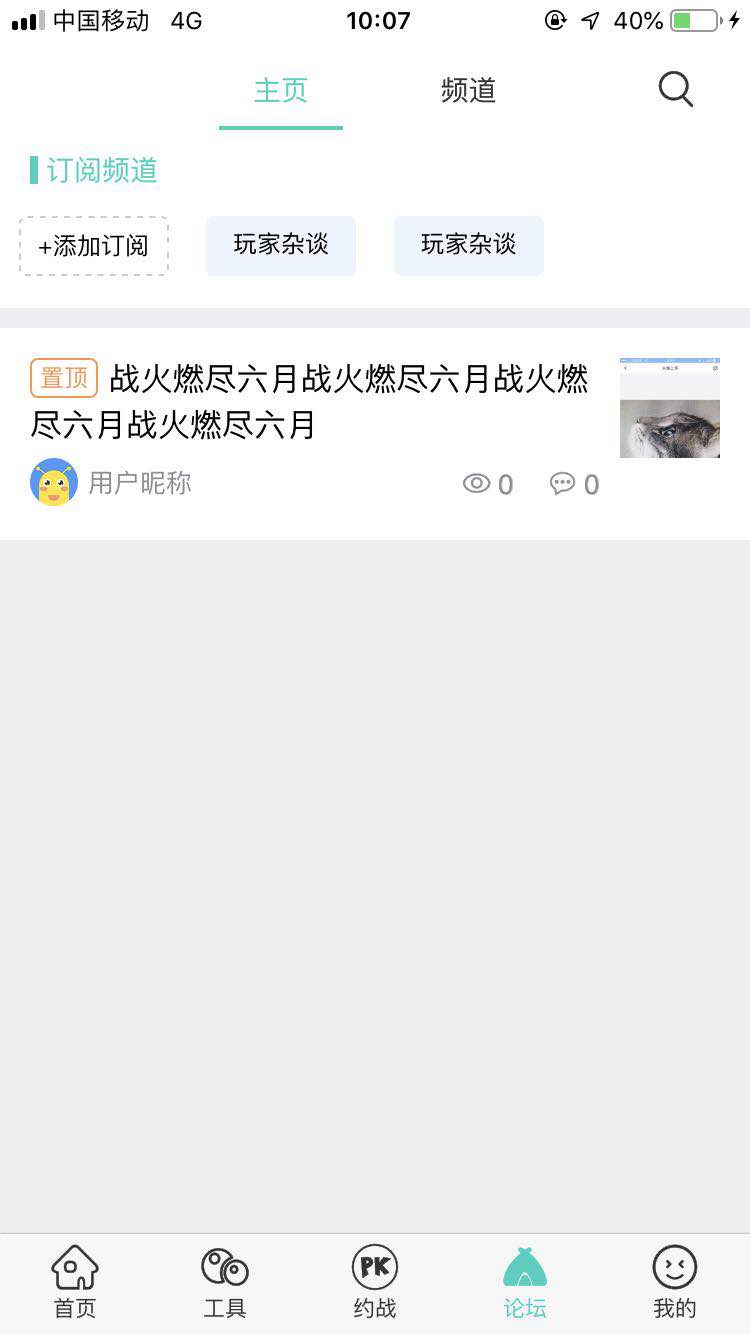 中国移动 4G 10:07 40%
主页 频道
订阅频道
+添加订阅 玩家杂谈 玩家杂谈
置顶 战火燃尽六月战火燃尽六月战火燃
尽六月战火燃尽六月
用户昵称 0 0
PK
首页 工具 约战 论坛 我的